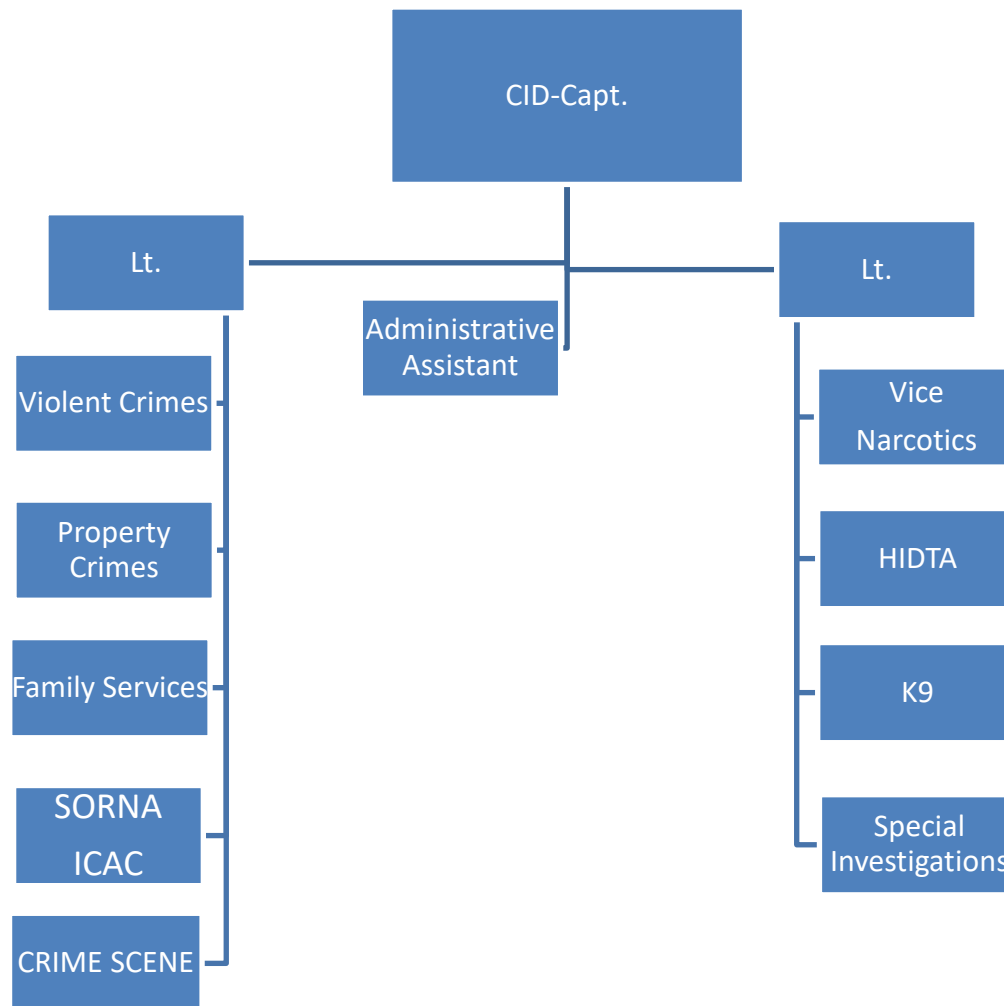 CID-Capt.
Lt.
Lt.
Administrative
Assistant
Violent Crimes
Property
Crimes
Family Services
SORNA
ICAC
CRIME SCENE
Vice
Narcotics
HIDTA
K9
Special
Investigations